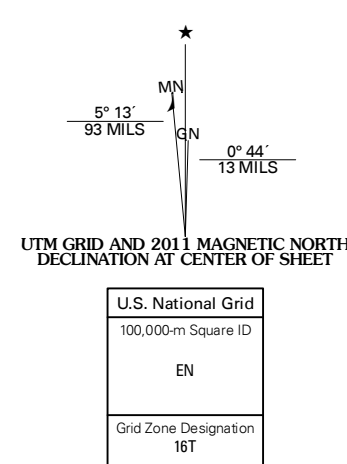 MN
5° 13´
93 MILS
GN
0° 44´
13 MILS
UTM GRID AND 2011 MAGNETIC NORTH
DECLINATION AT CENTER OF SHEET
U.S. National Grid
100,000-m Square ID
EN
Grid Zone Designation
16T